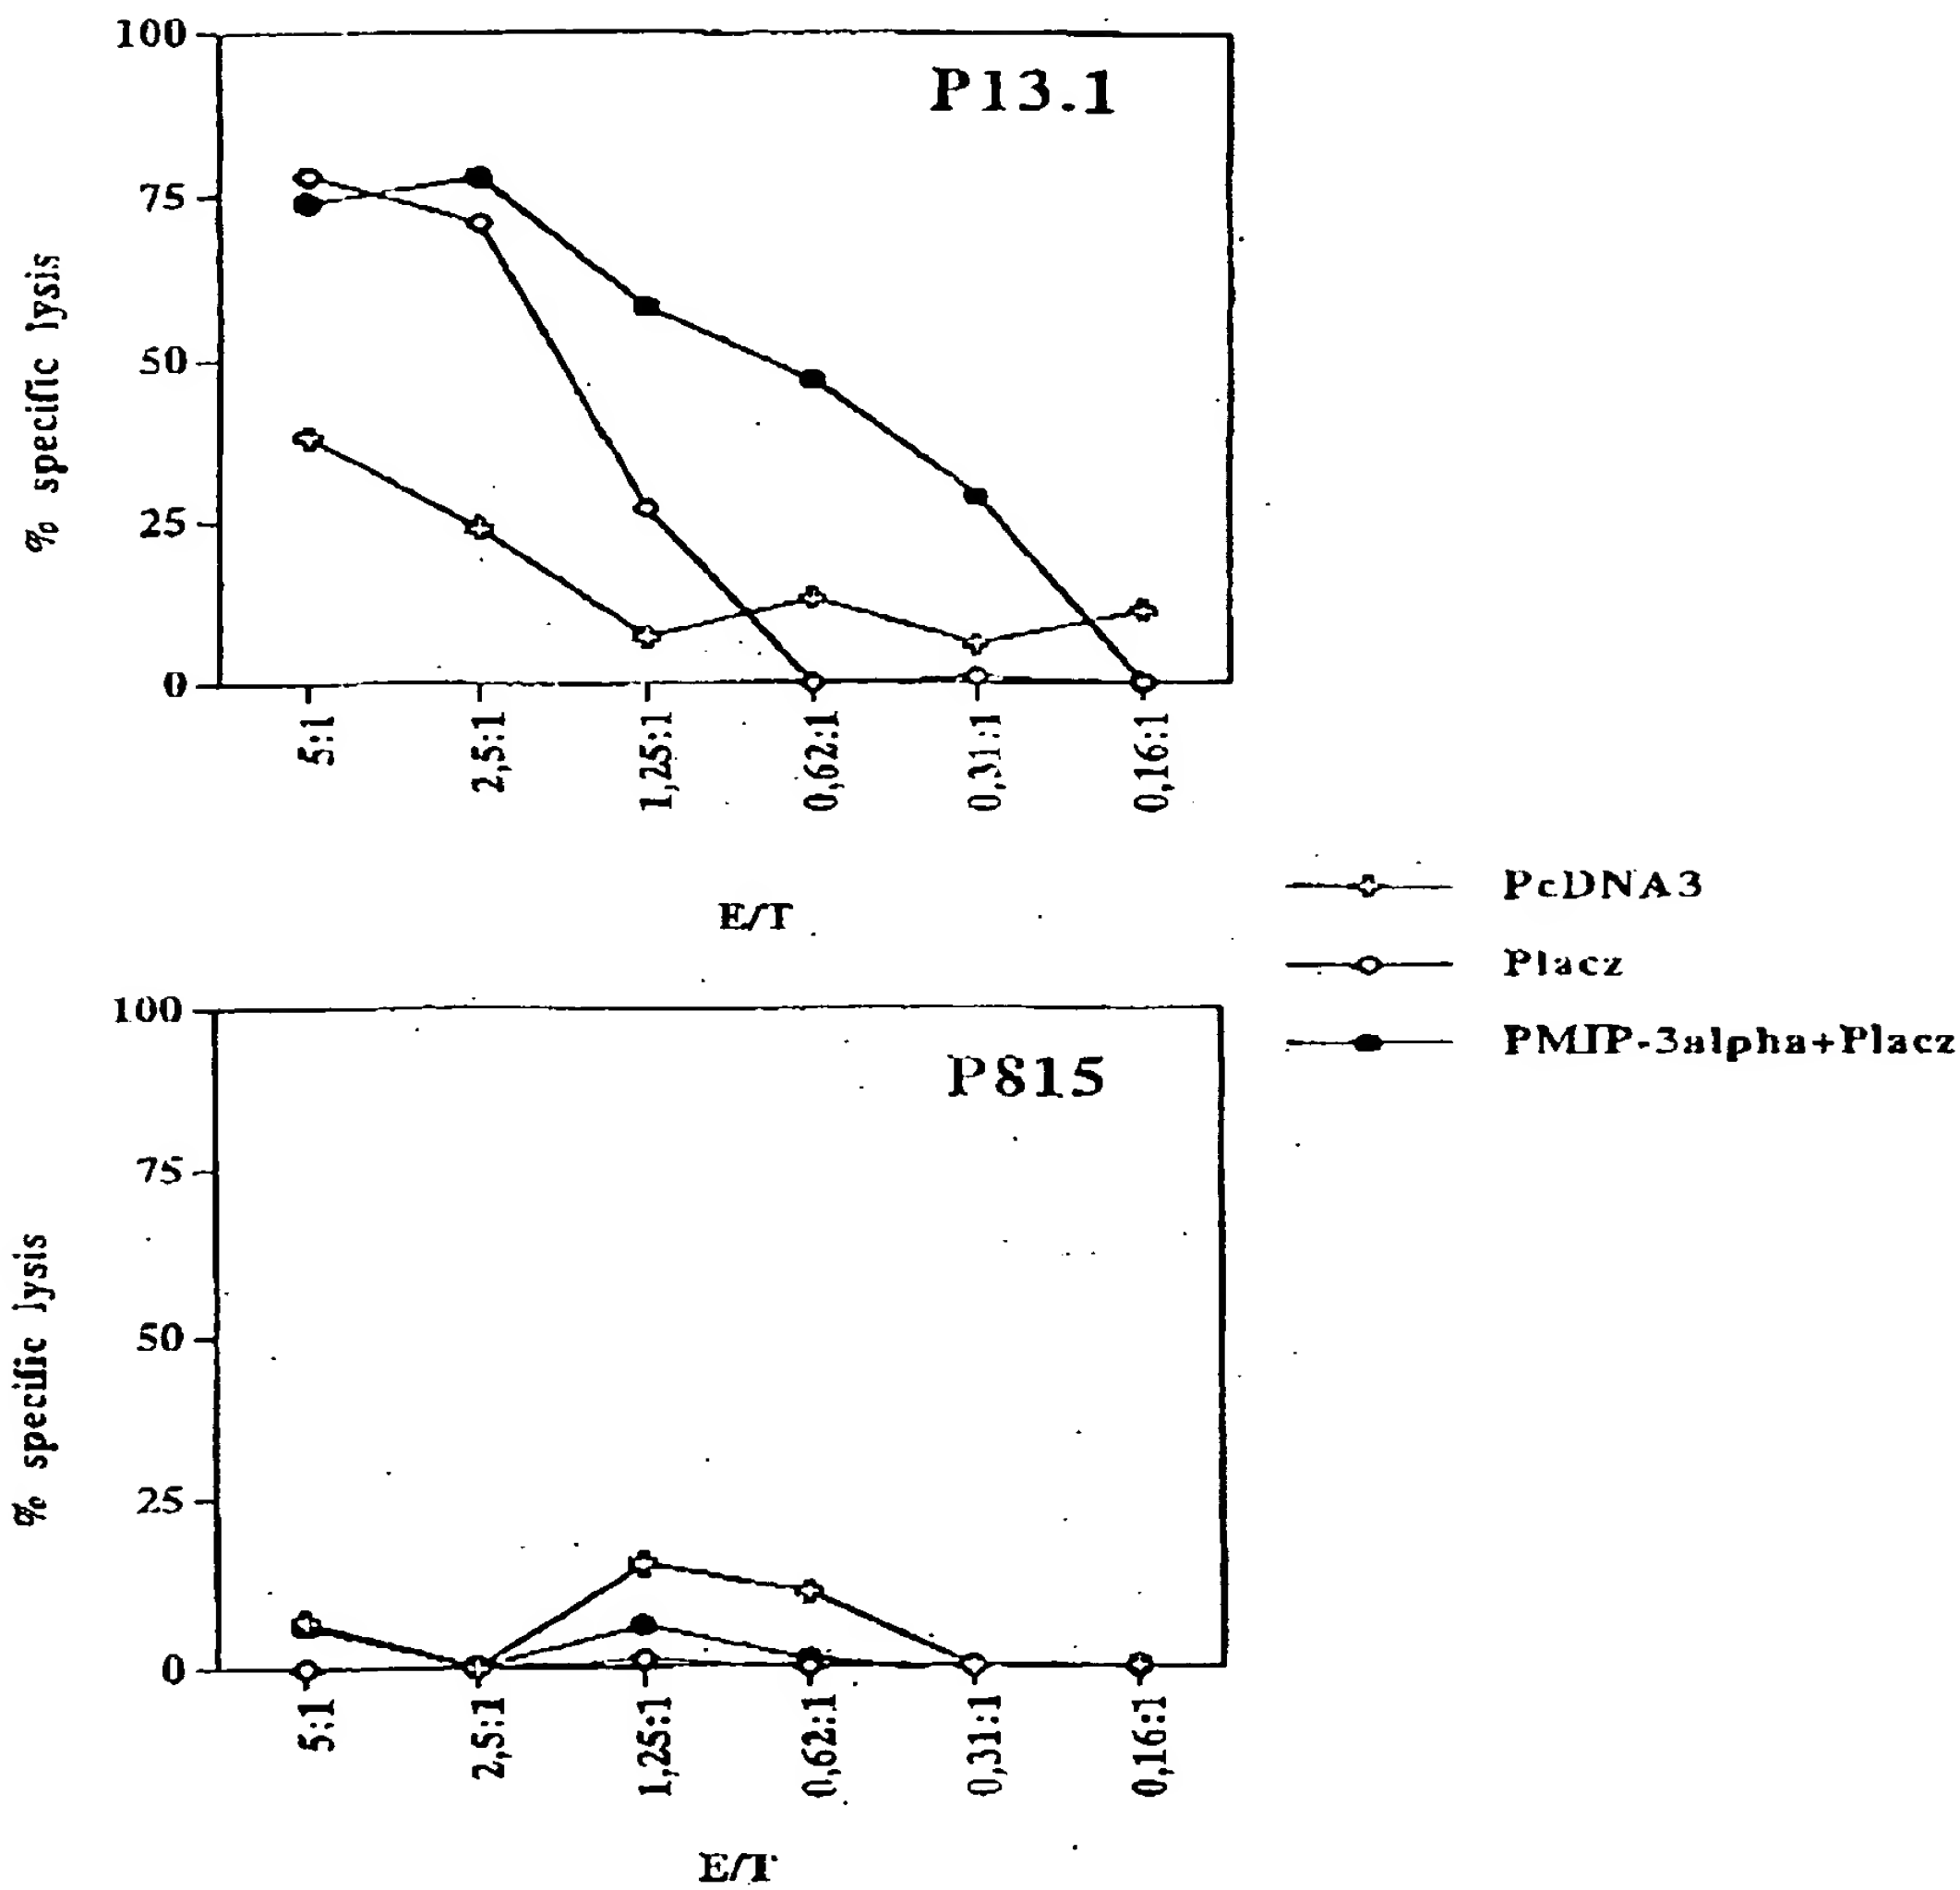 P13.1
% specific lysis
100
75
50
25
0
5:1
2,5:1
1,25:1
0,62:1
0,31:1
0,16:1
E/T
PcDNA3
Placz
PMIP-3alpha+Placz
P815
% specific lysis
100
75
50
25
0
5:1
2,5:1
1,25:1
0,62:1
0,31:1
0,16:1
E/T